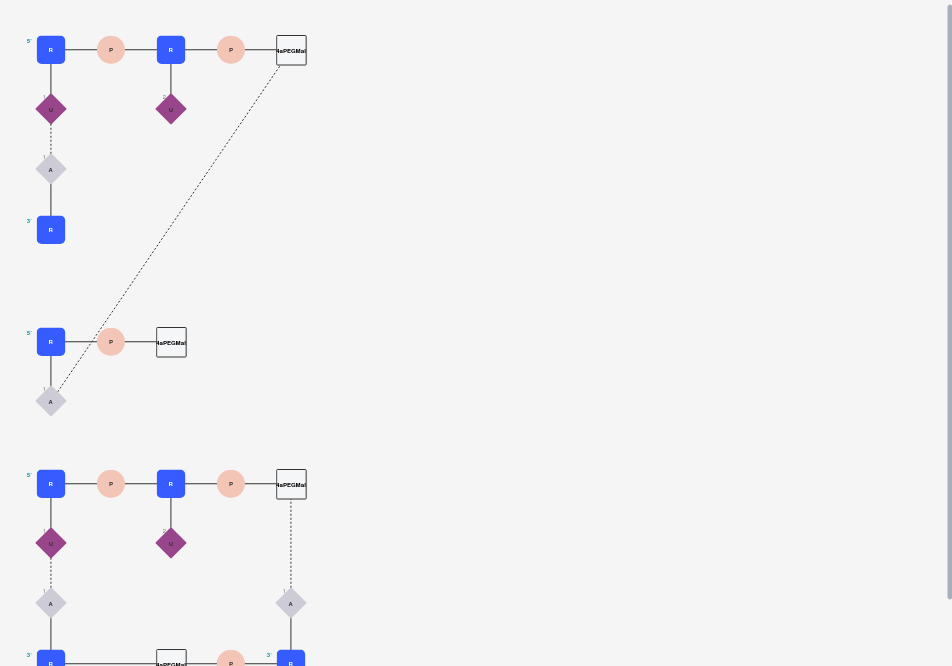 5' R P R P 4aPEGMal
1 U 2 U
1 A
3' R
5' R P 4aPEGMal
1 A
5' R P R P 4aPEGMal
1 U 2 U
1 A 1 A
3' R 4aPEGMal P 3' R